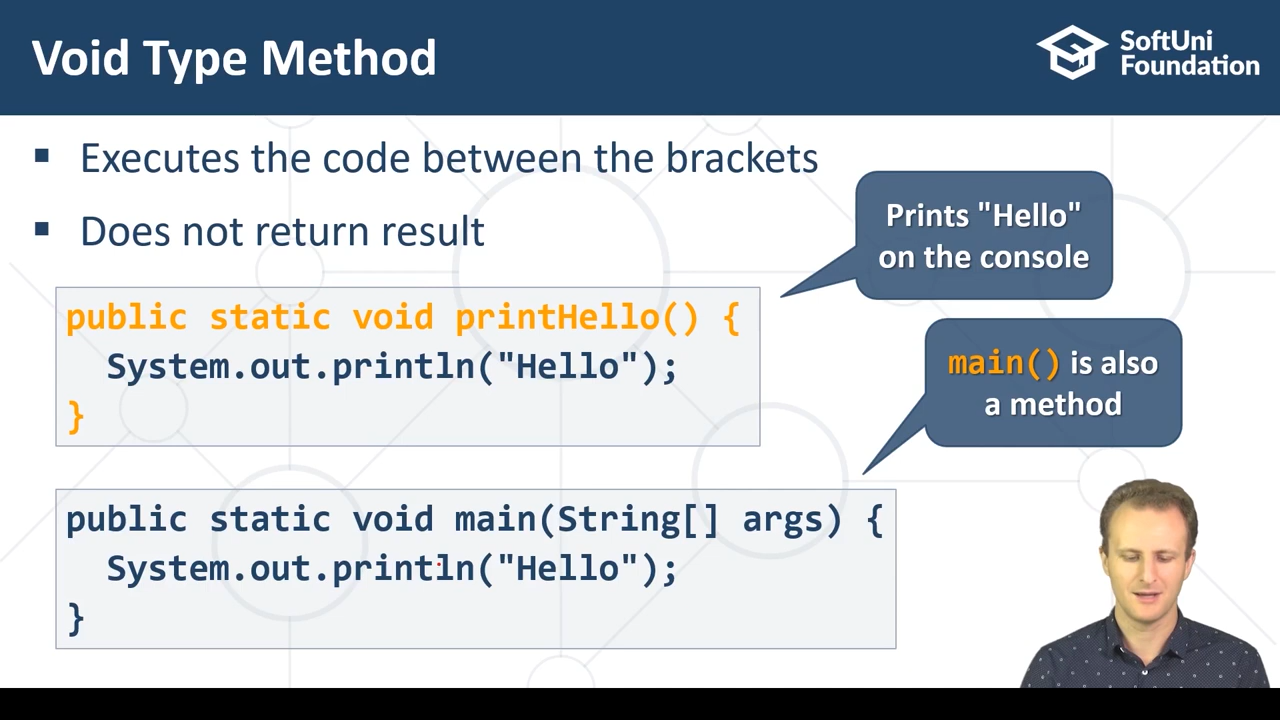 Void Type Method
SoftUni
Foundation
Executes the code between the brackets
Does not return result
Prints "Hello"
on the console
public static void printHello() {
System.out.println("Hello");
}
main() is also
a method
public static void main(String[] args) {
System.out.println("Hello");
}